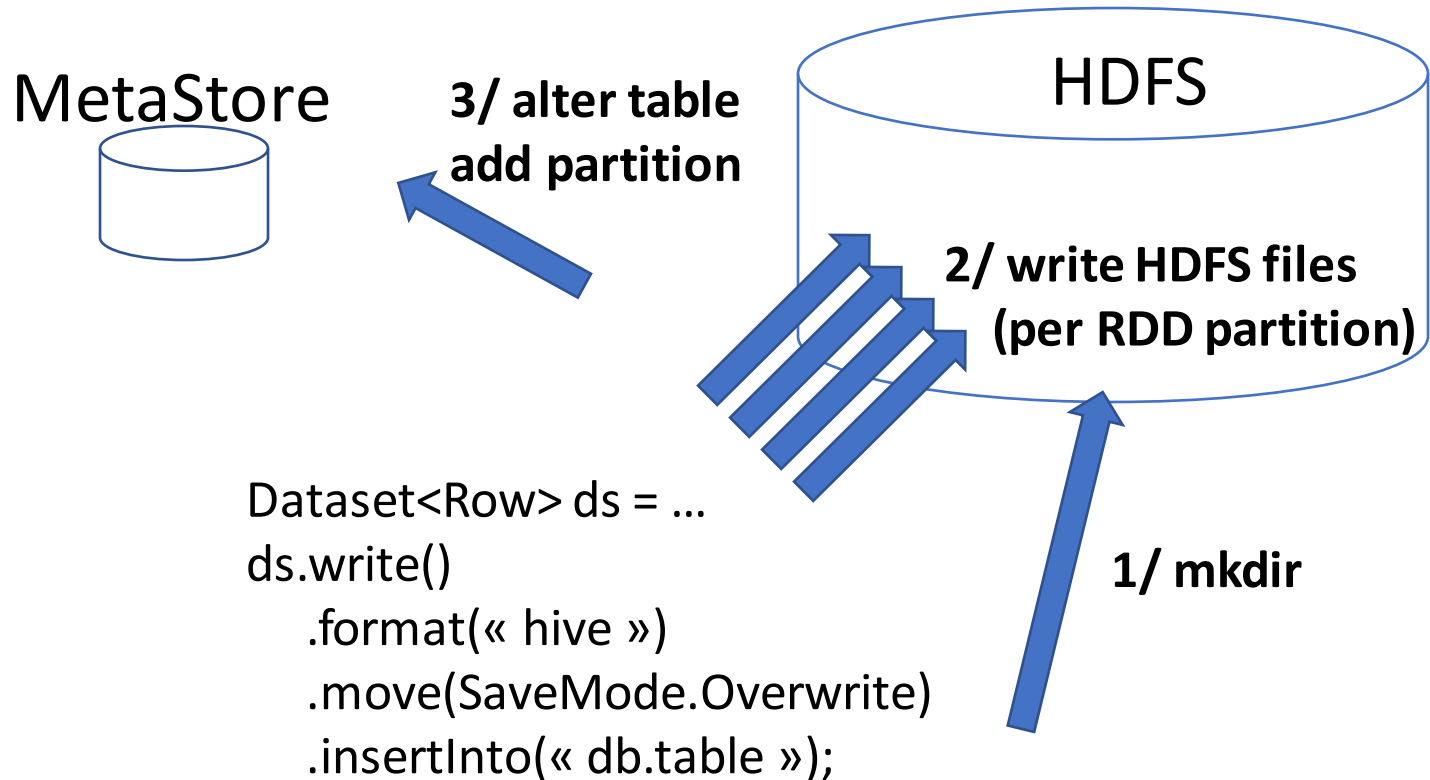 MetaStore
3/ alter table
add partition
HDFS
2/ write HDFS files
(per RDD partition)
Dataset<Row> ds = ...
ds.write()
.format(« hive »)
.move(SaveMode.Overwrite)
.insertInto(« db.table »);
1/ mkdir